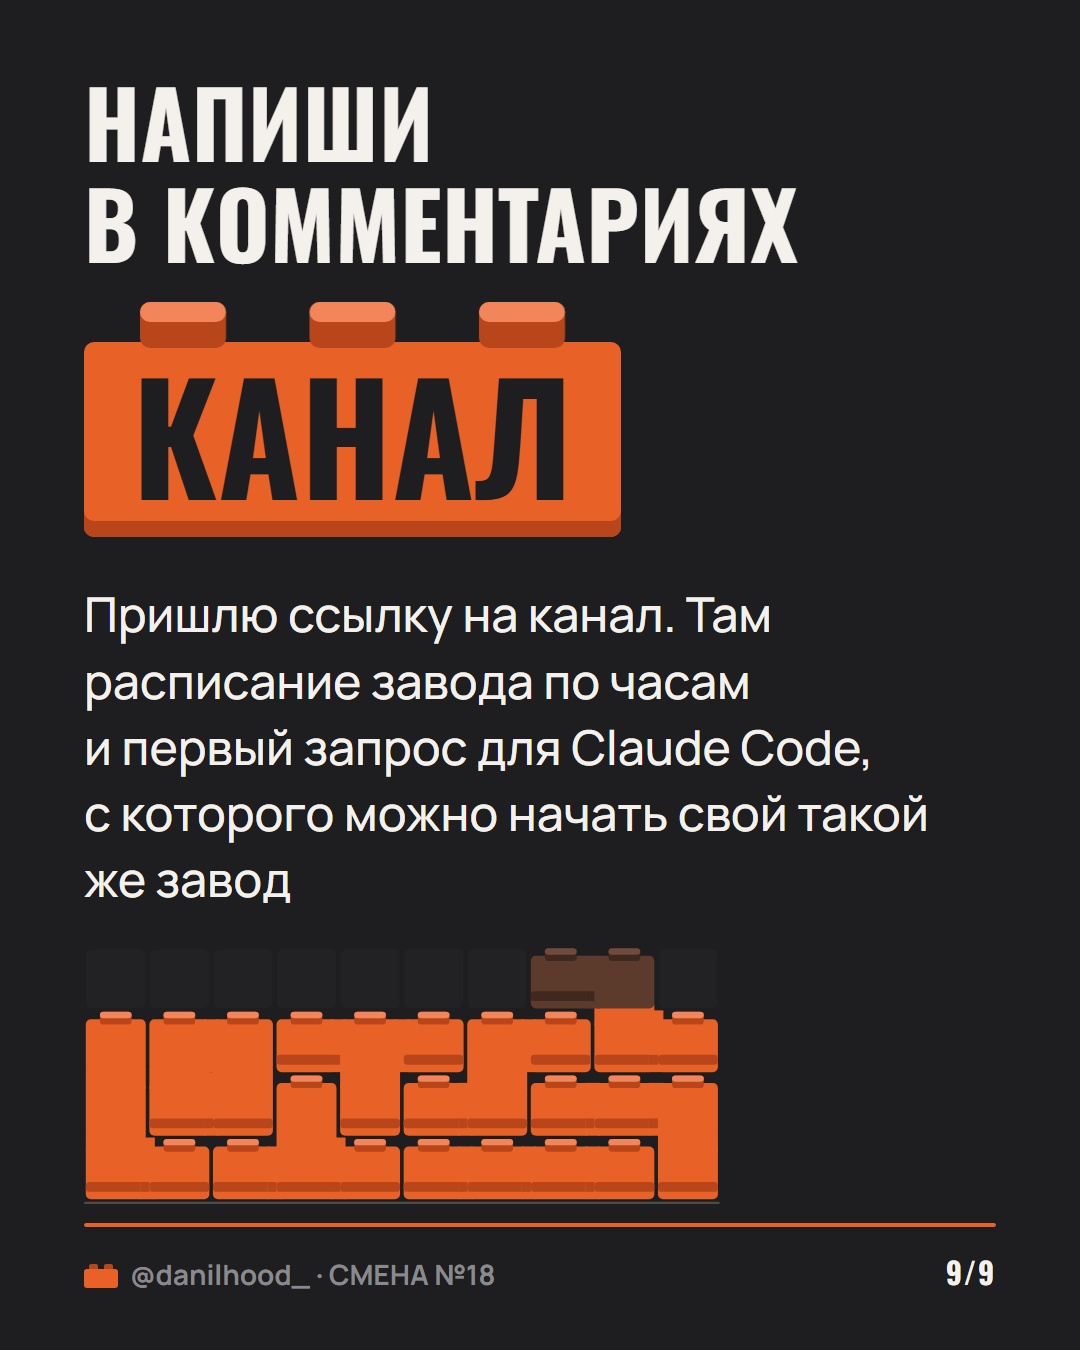 НАПИШИ
В КОММЕНТАРИЯХ
КАНАЛ
Пришлю ссылку на канал. Там
расписание завода по часам
и первый запрос для Claude Code,
с которого можно начать свой такой
же завод
@danilhood_ · СМЕНА №18
9/9